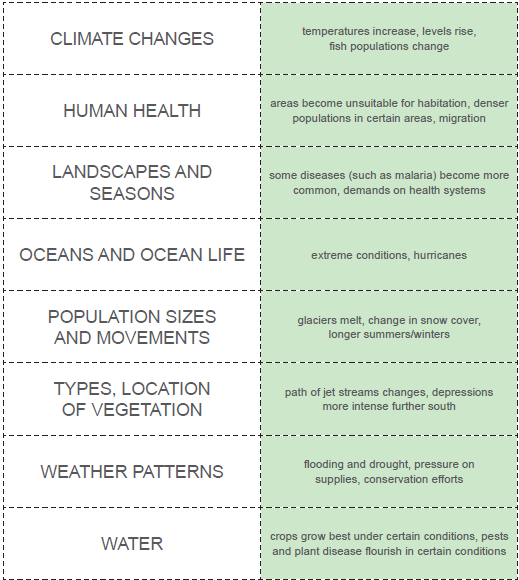 CLIMATE CHANGES
temperatures increase, levels rise,
fish populations change
HUMAN HEALTH
areas become unsuitable for habitation, denser
populations in certain areas, migration
LANDSCAPES AND
SEASONS
some diseases (such as malaria) become more
common, demands on health systems
OCEANS AND OCEAN LIFE
extreme conditions, hurricanes
POPULATION SIZES
AND MOVEMENTS
glaciers melt, change in snow cover,
longer summers/winters
TYPES, LOCATION
OF VEGETATION
path of jet streams changes, depressions
more intense further south
WEATHER PATTERNS
flooding and drought, pressure on
supplies, conservation efforts
WATER
crops grow best under certain conditions, pests
and plant disease flourish in certain conditions